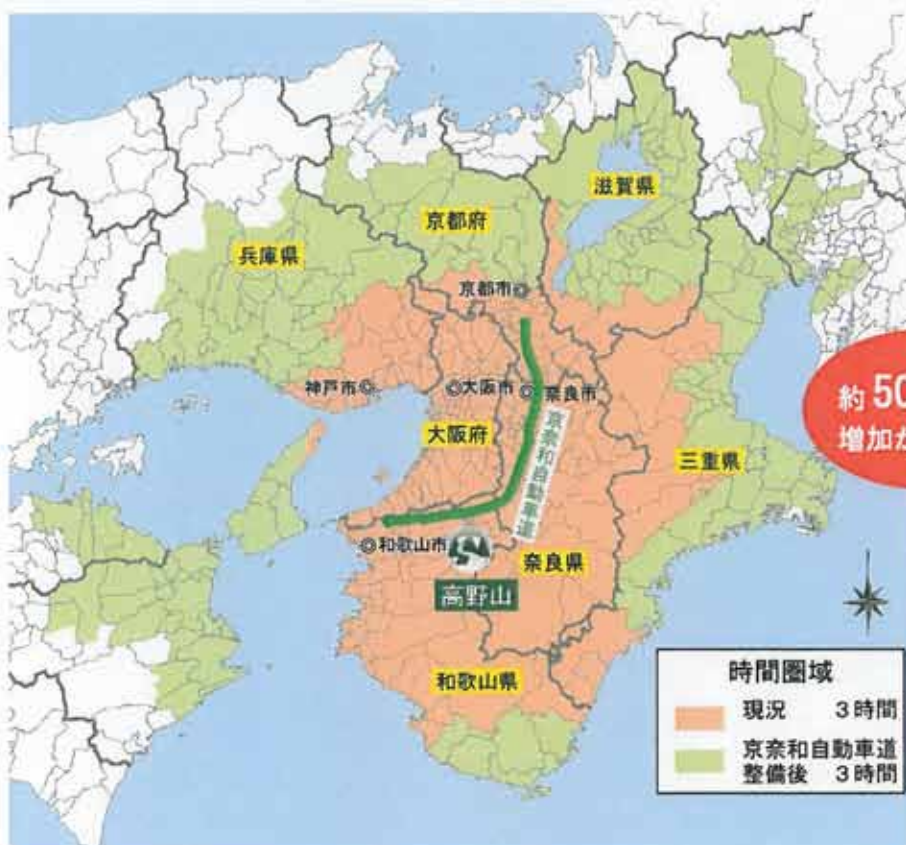 滋賀県
京都府
兵庫県
京都市◎
神戸市◎
◎大阪市
◎奈良市
大阪府
京奈和自動車道
三重県
約50
増加が
◎和歌山市
奈良県
高野山
和歌山県
時間圏域
現況 3時間
京奈和自動車道
整備後 3時間